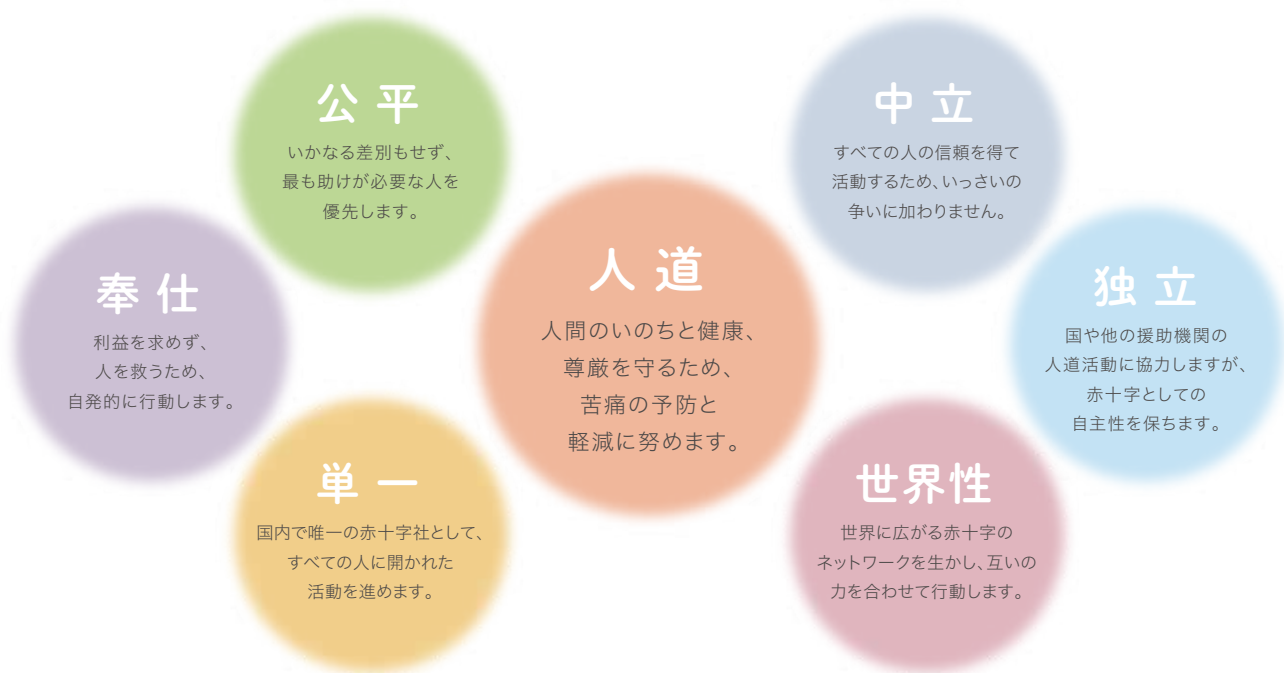 公平
いかなる差別もせず、
最も助けが必要な人を
優先します。
中立
すべての人の信頼を得て
活動するため、いっさいの
争いに加わりません。
奉仕
利益を求めず、
人を救うため、
自発的に行動します。
人道
人間のいのちと健康、
尊厳を守るため、
苦痛の予防と
軽減に努めます。
独立
国や他の援助機関の
人道活動に協力しますが、
赤十字としての
自主性を保ちます。
単一
国内で唯一の赤十字社として、
すべての人に開かれた
活動を進めます。
世界性
世界に広がる赤十字の
ネットワークを生かし、互いの
力を合わせて行動します。